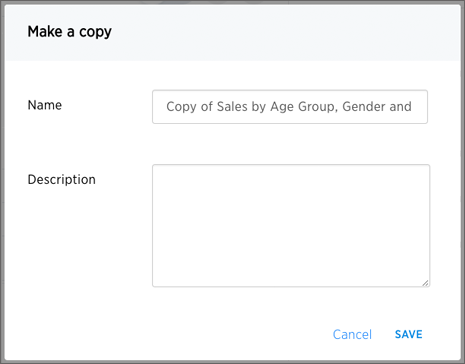 Make a copy
Name
Copy of Sales by Age Group, Gender and
Description
Cancel
SAVE